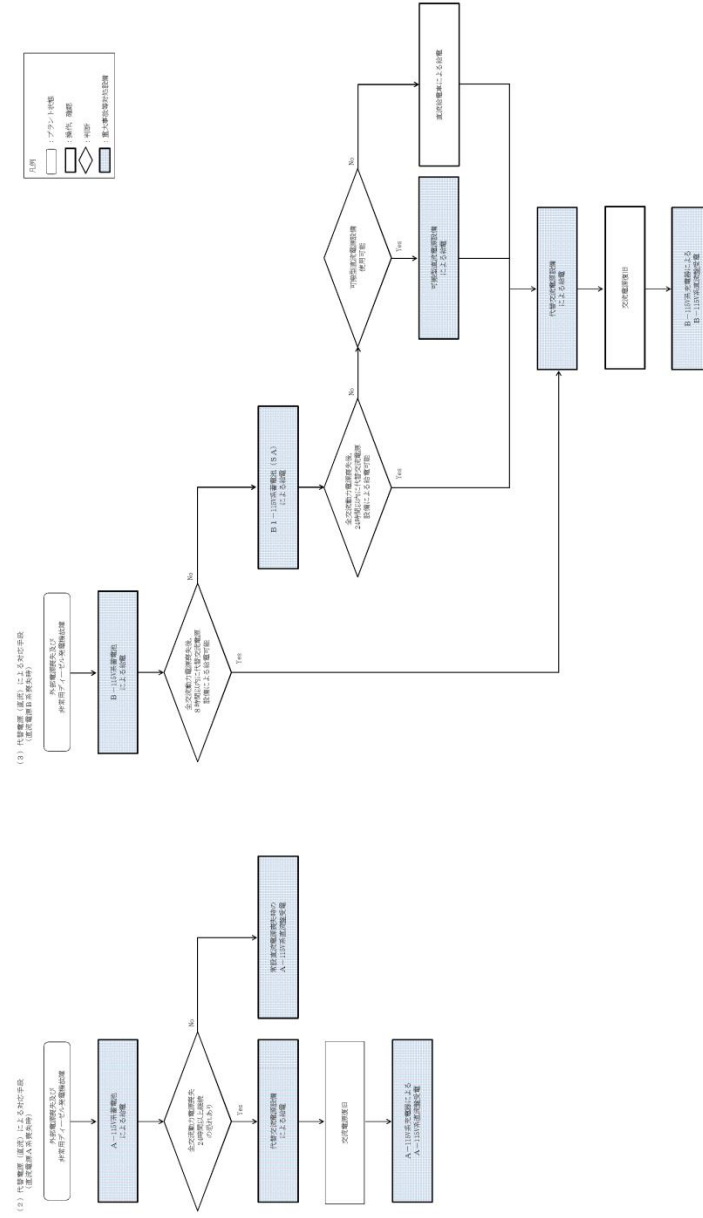 (2) 代替電源（直流）による対応手段
（直流電源A系喪失時）
外部電源喪失及び
非常用ディーゼル発電機故障
A－115V系蓄電池
による給電
全交流動力電源喪失
24時間以上継続
の恐れあり
No
Yes
常設直流電源喪失時の
A－115V系直流盤受電
代替交流電源設備
による給電
交流電源復旧
A－115V系充電器による
A－115V系直流盤受電
(3) 代替電源（直流）による対応手段
（直流電源B系喪失時）
外部電源喪失及び
非常用ディーゼル発電機故障
B－115V系蓄電池
による給電
全交流動力電源喪失後，
8時間以内に代替交流電源
設備による給電可能
No
Yes
B1－115V系蓄電池（SA）
による給電
全交流動力電源喪失後，
24時間以内に代替交流電源
設備による給電可能
No
Yes
可搬型直流電源設備
使用可能
No
Yes
可搬型直流電源設備
による給電
直流給電車による給電
代替交流電源設備
による給電
交流電源復旧
B－115V系充電器による
B－115V系直流盤受電
凡例
：プラント状態
：操作，確認
：判断
：重大事故等対処設備